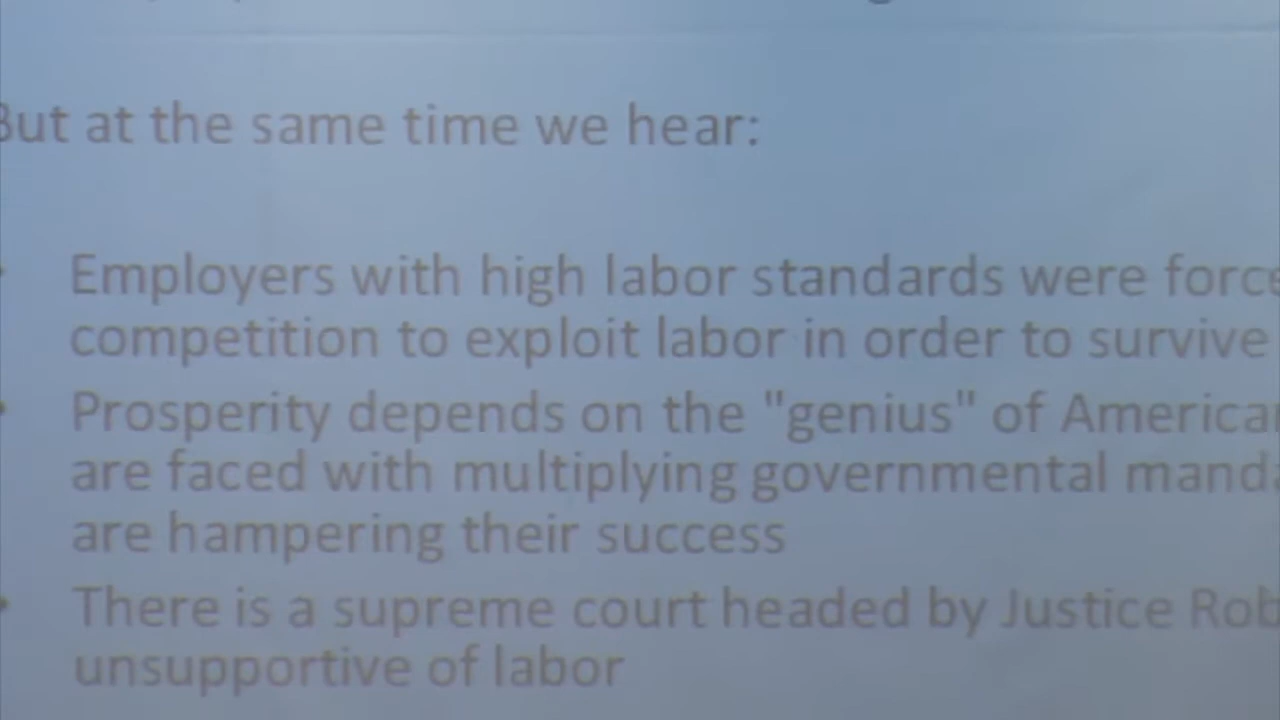 But at the same time we hear:
Employers with high labor standards were force
competition to exploit labor in order to survive
Prosperity depends on the "genius" of America
are faced with multiplying governmental mand
are hampering their success
There is a supreme court headed by Justice Rob
unsupportive of labor